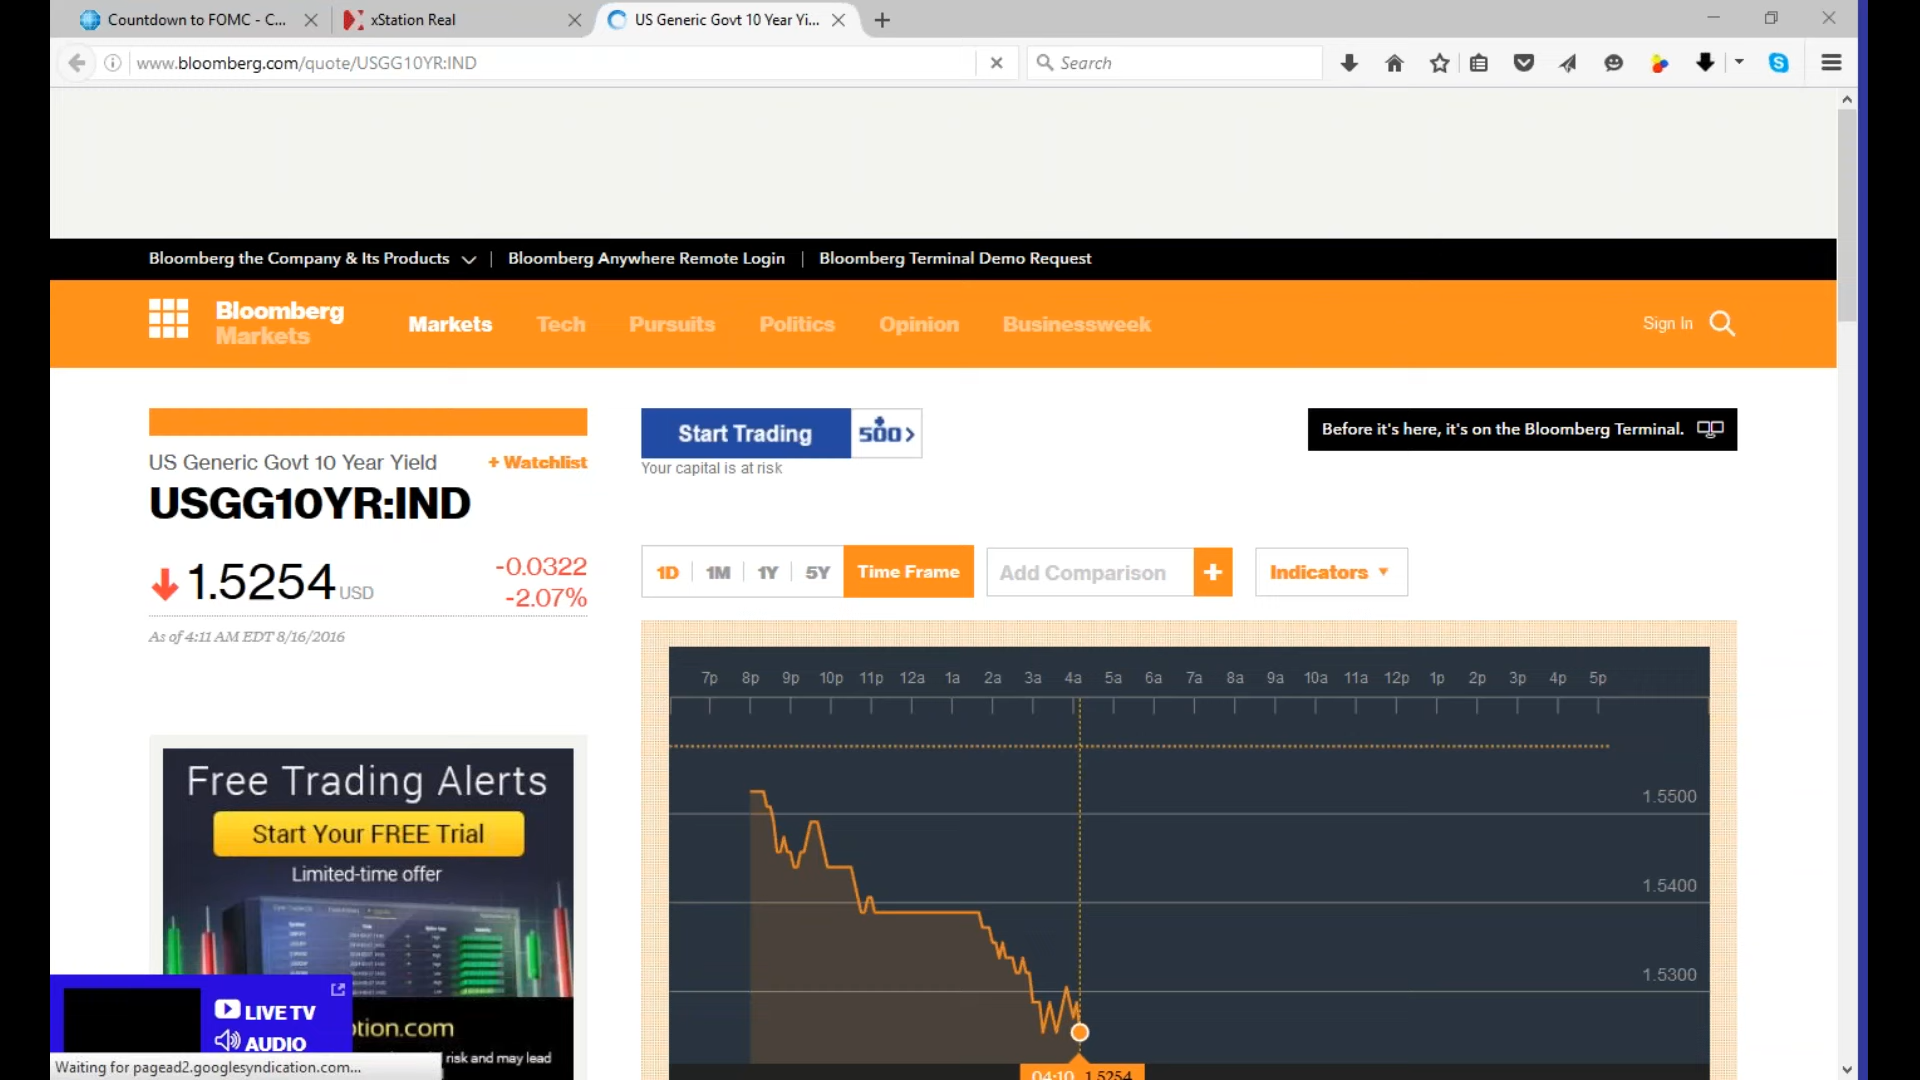 Countdown to FOMC - C...
xStation Real
US Generic Govt 10 Year Yi...
www.bloomberg.com/quote/USGG10YR:IND
Search
Bloomberg the Company & Its Products
Bloomberg Anywhere Remote Login
Bloomberg Terminal Demo Request
Bloomberg
Markets
Markets
Tech
Pursuits
Politics
Opinion
Businessweek
Sign In
Start Trading
500
Your capital is at risk
Before it's here, it's on the Bloomberg Terminal.
US Generic Govt 10 Year Yield
+ Watchlist
USGG10YR:IND
1.5254 USD
-0.0322
-2.07%
As of 4:11 AM EDT 8/16/2016
1D 1M 1Y 5Y Time Frame
Add Comparison +
Indicators
7p 8p 9p 10p 11p 12a 1a 2a 3a 4a 5a 6a 7a 8a 9a 10a 11a 12p 1p 2p 3p 4p 5p
1.5500
1.5400
1.5300
04:10 1.5254
Free Trading Alerts
Start Your FREE Trial
Limited-time offer
LIVE TV
AUDIO
tion.com
risk and may lead
Waiting for pagead2.googlesyndication.com...